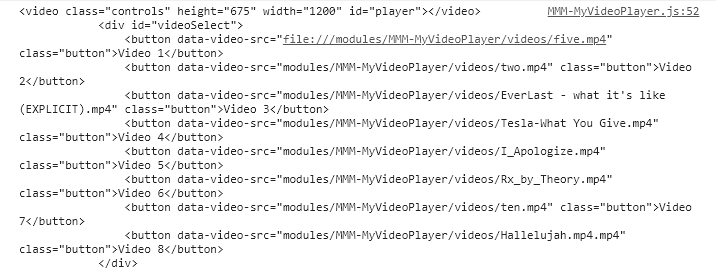 <video class="controls" height="675" width="1200" id="player"></video> MMM-MyVideoPlayer.js:52
<div id="videoSelect">
<button data-video-src="file:///modules/MMM-MyVideoPlayer/videos/five.mp4"
class="button">Video 1</button>
<button data-video-src="modules/MMM-MyVideoPlayer/videos/two.mp4" class="button">Video
2</button>
<button data-video-src="modules/MMM-MyVideoPlayer/videos/EverLast - what it's like
(EXPLICIT).mp4" class="button">Video 3</button>
<button data-video-src="modules/MMM-MyVideoPlayer/videos/Tesla-What You Give.mp4"
class="button">Video 4</button>
<button data-video-src="modules/MMM-MyVideoPlayer/videos/I_Apologize.mp4"
class="button">Video 5</button>
<button data-video-src="modules/MMM-MyVideoPlayer/videos/Rx_by_Theory.mp4"
class="button">Video 6</button>
<button data-video-src="modules/MMM-MyVideoPlayer/videos/ten.mp4" class="button">Video
7</button>
<button data-video-src="modules/MMM-MyVideoPlayer/videos/Hallelujah.mp4.mp4"
class="button">Video 8</button>
</div>